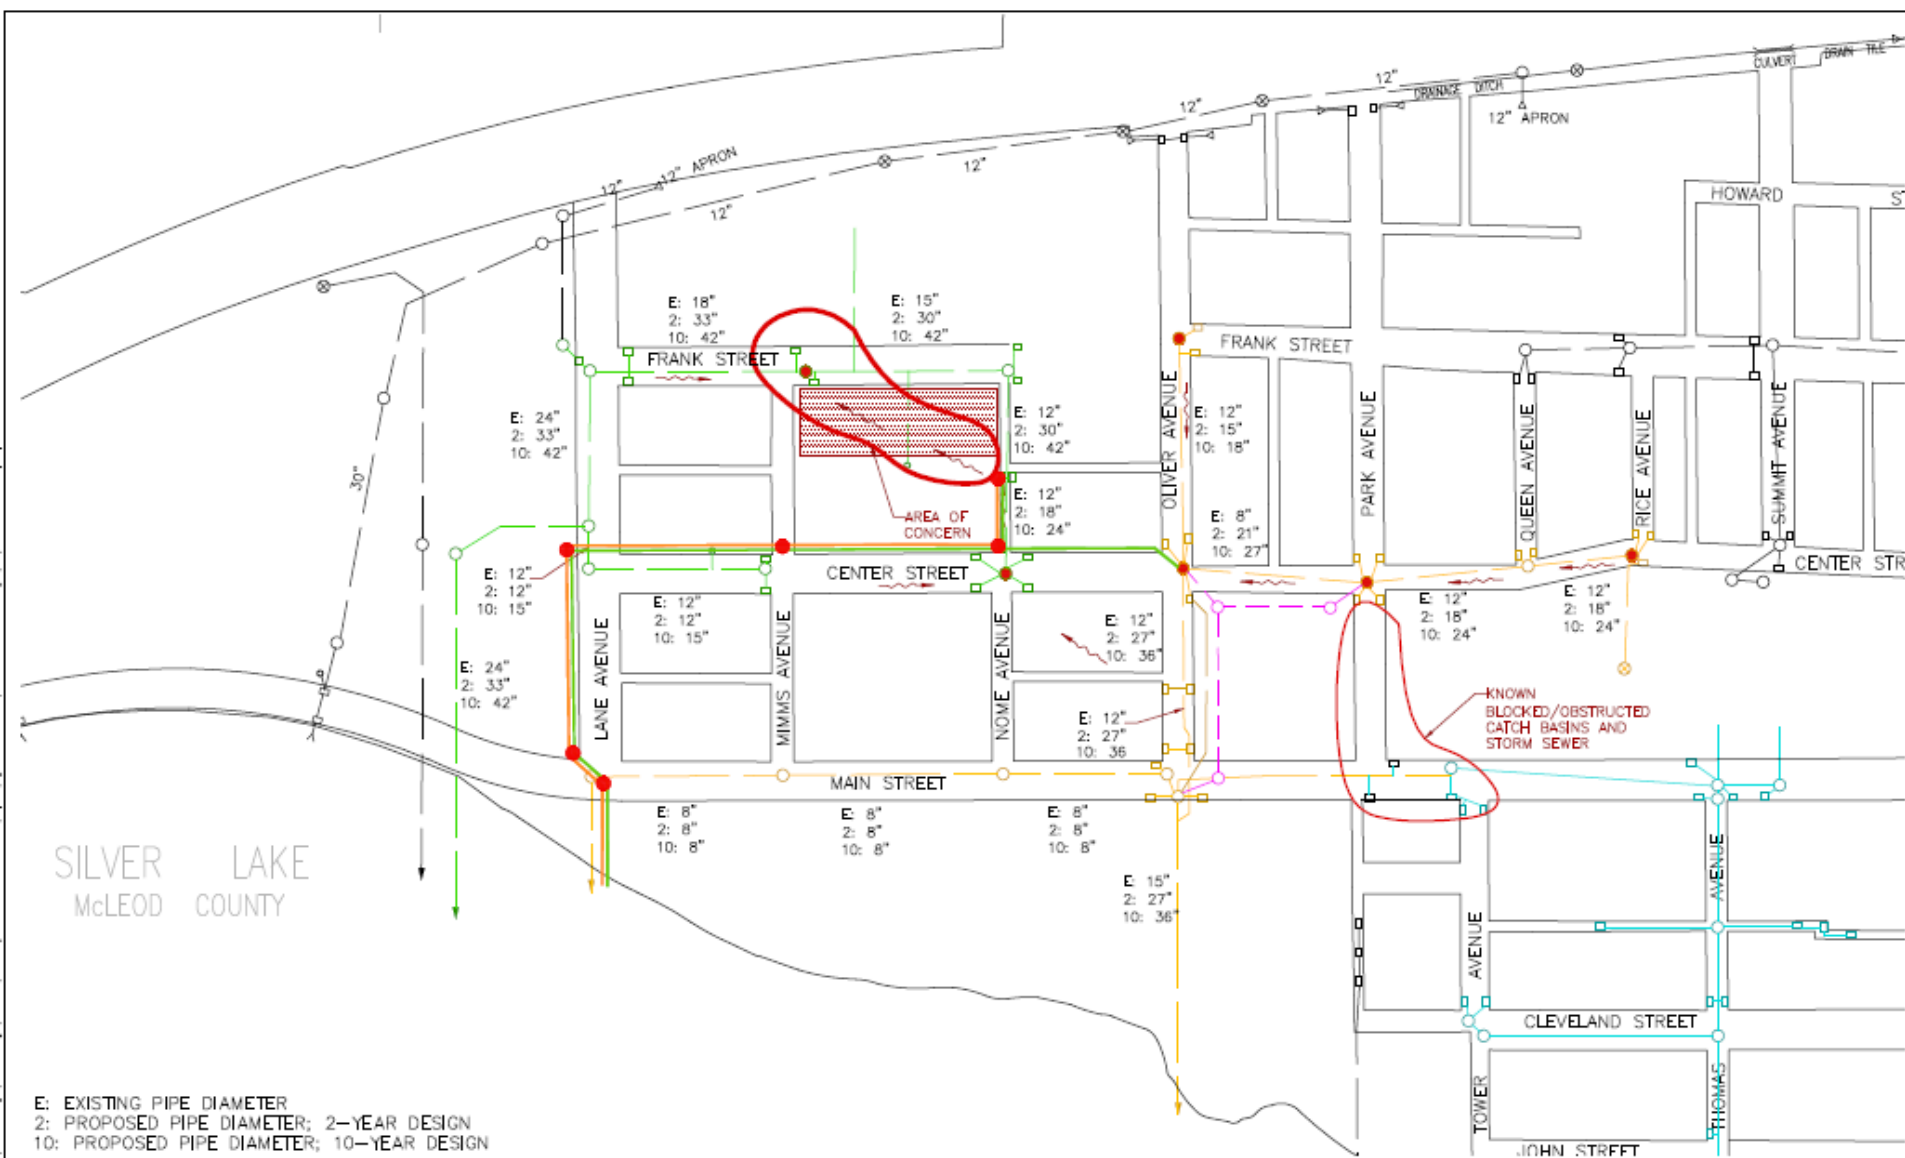 CULVERT
DRAIN TILE
12"
DRAINAGE DITCH
12" APRON
12"
12" APRON
12"
12"
12"
HOWARD
ST
E: 18"
2: 33"
10: 42"
E: 15"
2: 30"
10: 42"
FRANK STREET
FRANK STREET
E: 24"
2: 33"
10: 42"
E: 12"
2: 30"
10: 42"
OLIVER AVENUE
E: 12"
2: 15"
10: 18"
PARK AVENUE
QUEEN AVENUE
RICE AVENUE
SUMMIT AVENUE
30"
AREA OF
CONCERN
E: 12"
2: 18"
10: 24"
E: 8"
2: 21"
10: 27"
CENTER STREET
CENTER STR
E: 12"
2: 12"
10: 15"
E: 12"
2: 12"
10: 15"
E: 12"
2: 18"
10: 24"
E: 12"
2: 18"
10: 24"
LANE AVENUE
MIMMS AVENUE
NOME AVENUE
E: 12"
2: 27"
10: 36"
E: 24"
2: 33"
10: 42"
E: 12"
2: 27"
10: 36
KNOWN
BLOCKED/OBSTRUCTED
CATCH BASINS AND
STORM SEWER
MAIN STREET
E: 8"
2: 8"
10: 8"
E: 8"
2: 8"
10: 8"
E: 8"
2: 8"
10: 8"
SILVER LAKE
McLEOD COUNTY
E: 15"
2: 27"
10: 36"
TOWER AVENUE
THOMAS AVENUE
CLEVELAND STREET
JOHN STREET
E: EXISTING PIPE DIAMETER
2: PROPOSED PIPE DIAMETER; 2-YEAR DESIGN
10: PROPOSED PIPE DIAMETER; 10-YEAR DESIGN